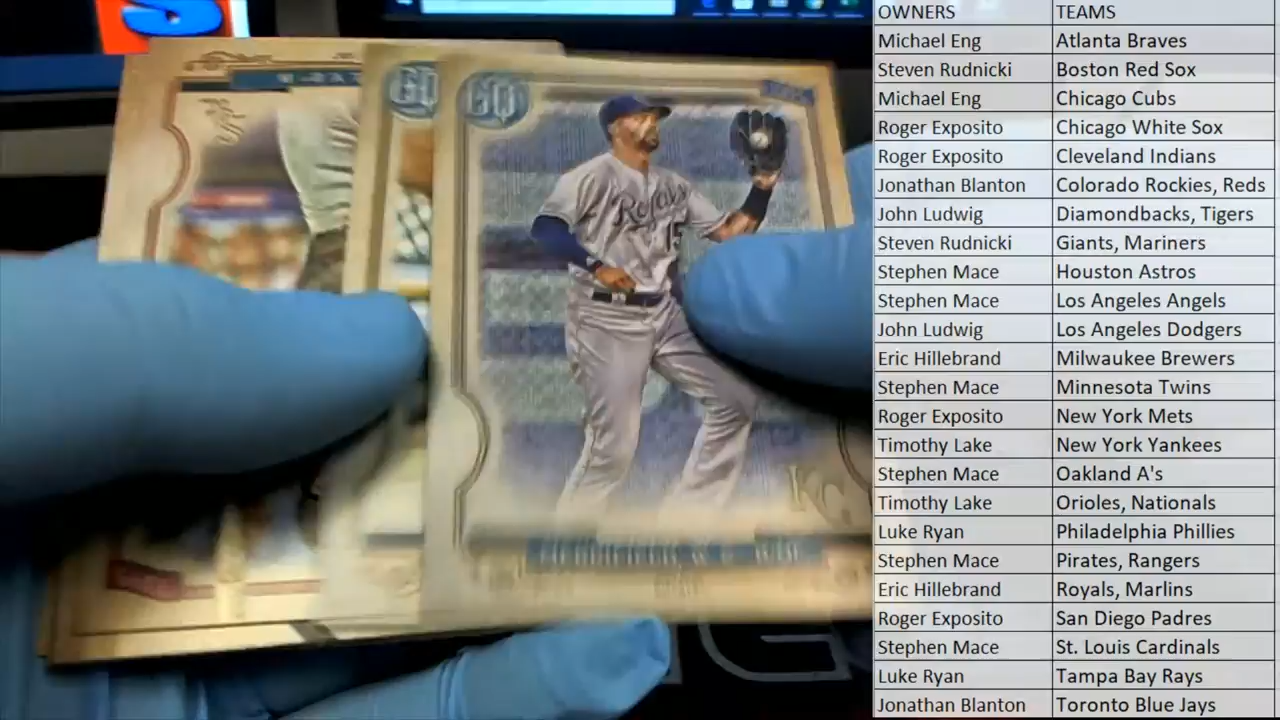 GQ
GQ
Royals
15
KC
OWNERS TEAMS
Michael Eng Atlanta Braves
Steven Rudnicki Boston Red Sox
Michael Eng Chicago Cubs
Roger Exposito Chicago White Sox
Roger Exposito Cleveland Indians
Jonathan Blanton Colorado Rockies, Reds
John Ludwig Diamondbacks, Tigers
Steven Rudnicki Giants, Mariners
Stephen Mace Houston Astros
Stephen Mace Los Angeles Angels
John Ludwig Los Angeles Dodgers
Eric Hillebrand Milwaukee Brewers
Stephen Mace Minnesota Twins
Roger Exposito New York Mets
Timothy Lake New York Yankees
Stephen Mace Oakland A's
Timothy Lake Orioles, Nationals
Luke Ryan Philadelphia Phillies
Stephen Mace Pirates, Rangers
Eric Hillebrand Royals, Marlins
Roger Exposito San Diego Padres
Stephen Mace St. Louis Cardinals
Luke Ryan Tampa Bay Rays
Jonathan Blanton Toronto Blue Jays